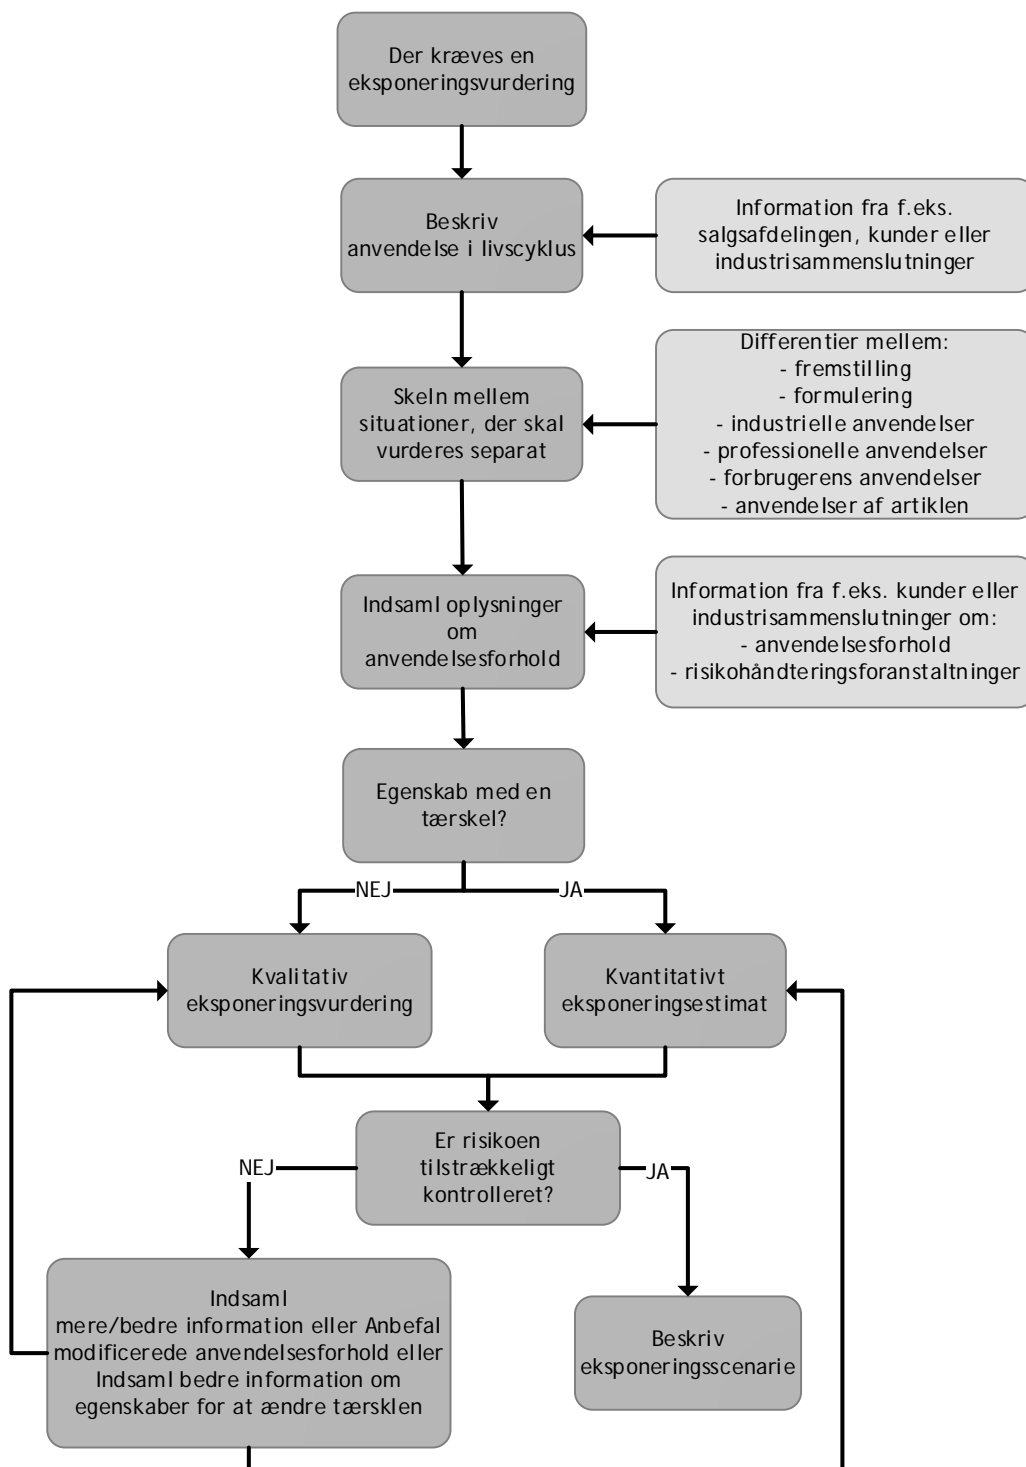 Der kræves en
eksponeringsvurdering
Beskriv
anvendelse i livscyklus
Information fra f.eks.
salgsafdelingen, kunder eller
industrisammenslutninger
Skeln mellem
situationer, der skal
vurderes separat
Differentier mellem:
- fremstilling
- formulering
- industrielle anvendelser
- professionelle anvendelser
- forbrugerens anvendelser
- anvendelser af artiklen
Indsaml oplysninger
om
anvendelsesforhold
Information fra f.eks. kunder eller
industrisammenslutninger om:
- anvendelsesforhold
- risikohåndteringsforanstaltninger
Egenskab med en
tærskel?
NEJ
JA
Kvalitativ
eksponeringsvurdering
Kvantitativt
eksponeringsestimat
Er risikoen
tilstrækkeligt
kontrolleret?
NEJ
JA
Indsaml
mere/bedre information eller Anbefal
modificerede anvendelsesforhold eller
Indsaml bedre information om
egenskaber for at ændre tærsklen
Beskriv
eksponeringsscenarie